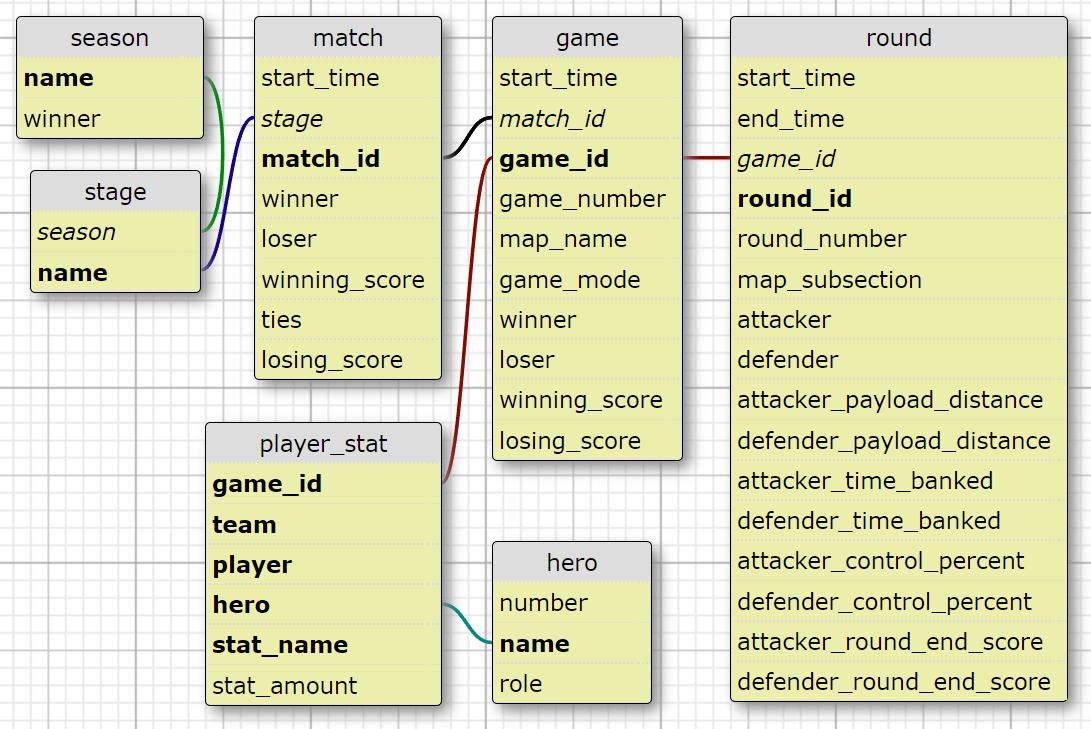 season
name
winner
stage
season
name
match
start_time
stage
match_id
winner
loser
winning_score
ties
losing_score
game
start_time
match_id
game_id
game_number
map_name
game_mode
winner
loser
winning_score
losing_score
round
start_time
end_time
game_id
round_id
round_number
map_subsection
attacker
defender
attacker_payload_distance
defender_payload_distance
attacker_time_banked
defender_time_banked
attacker_control_percent
defender_control_percent
attacker_round_end_score
defender_round_end_score
player_stat
game_id
team
player
hero
stat_name
stat_amount
hero
number
name
role